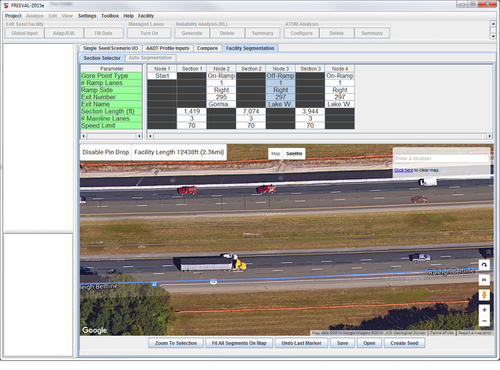 FREEVAL-2015e
Project Analyze Edit View Settings Toolbox Help Facility
Edit Seed Facility Managed Lanes Reliability Analysis (RL) ATDM Analysis
Global Input Adap.R/B. Fill Data Turn On Generate Delete Summary Configure Delete Summary
Single Seed/Scenario I/O AADT Profile Inputs Compare Facility Segmentation
Section Selector Auto Segmentation
Parameter Node 1 Section 1 Node 2 Section 2 Node 3 Section 3 Node 4
Gore Point Type Start On-Ramp Off-Ramp On-Ramp
# Ramp Lanes 1 1 1
Ramp Side Right Right Right
Exit Number 295 297 297
Exit Name Gorma.. Lake W Lake W
Section Length (ft) 1,419 7,074 3,944
# Mainline Lanes 3 3 3
Speed Limit 70 70 70
Disable Pin Drop Facility Length 12438ft (2.36mi) Map Satellite Enter a location
Click here to clear map.
Raleigh Beltline
eigh Beltline
Google
Map data ©2015 Google Imagery ©2015, U.S. Geological Survey Terms of Use Report a map error
Zoom To Selection Fit All Segments On Map Undo Last Marker Save Open Create Seed